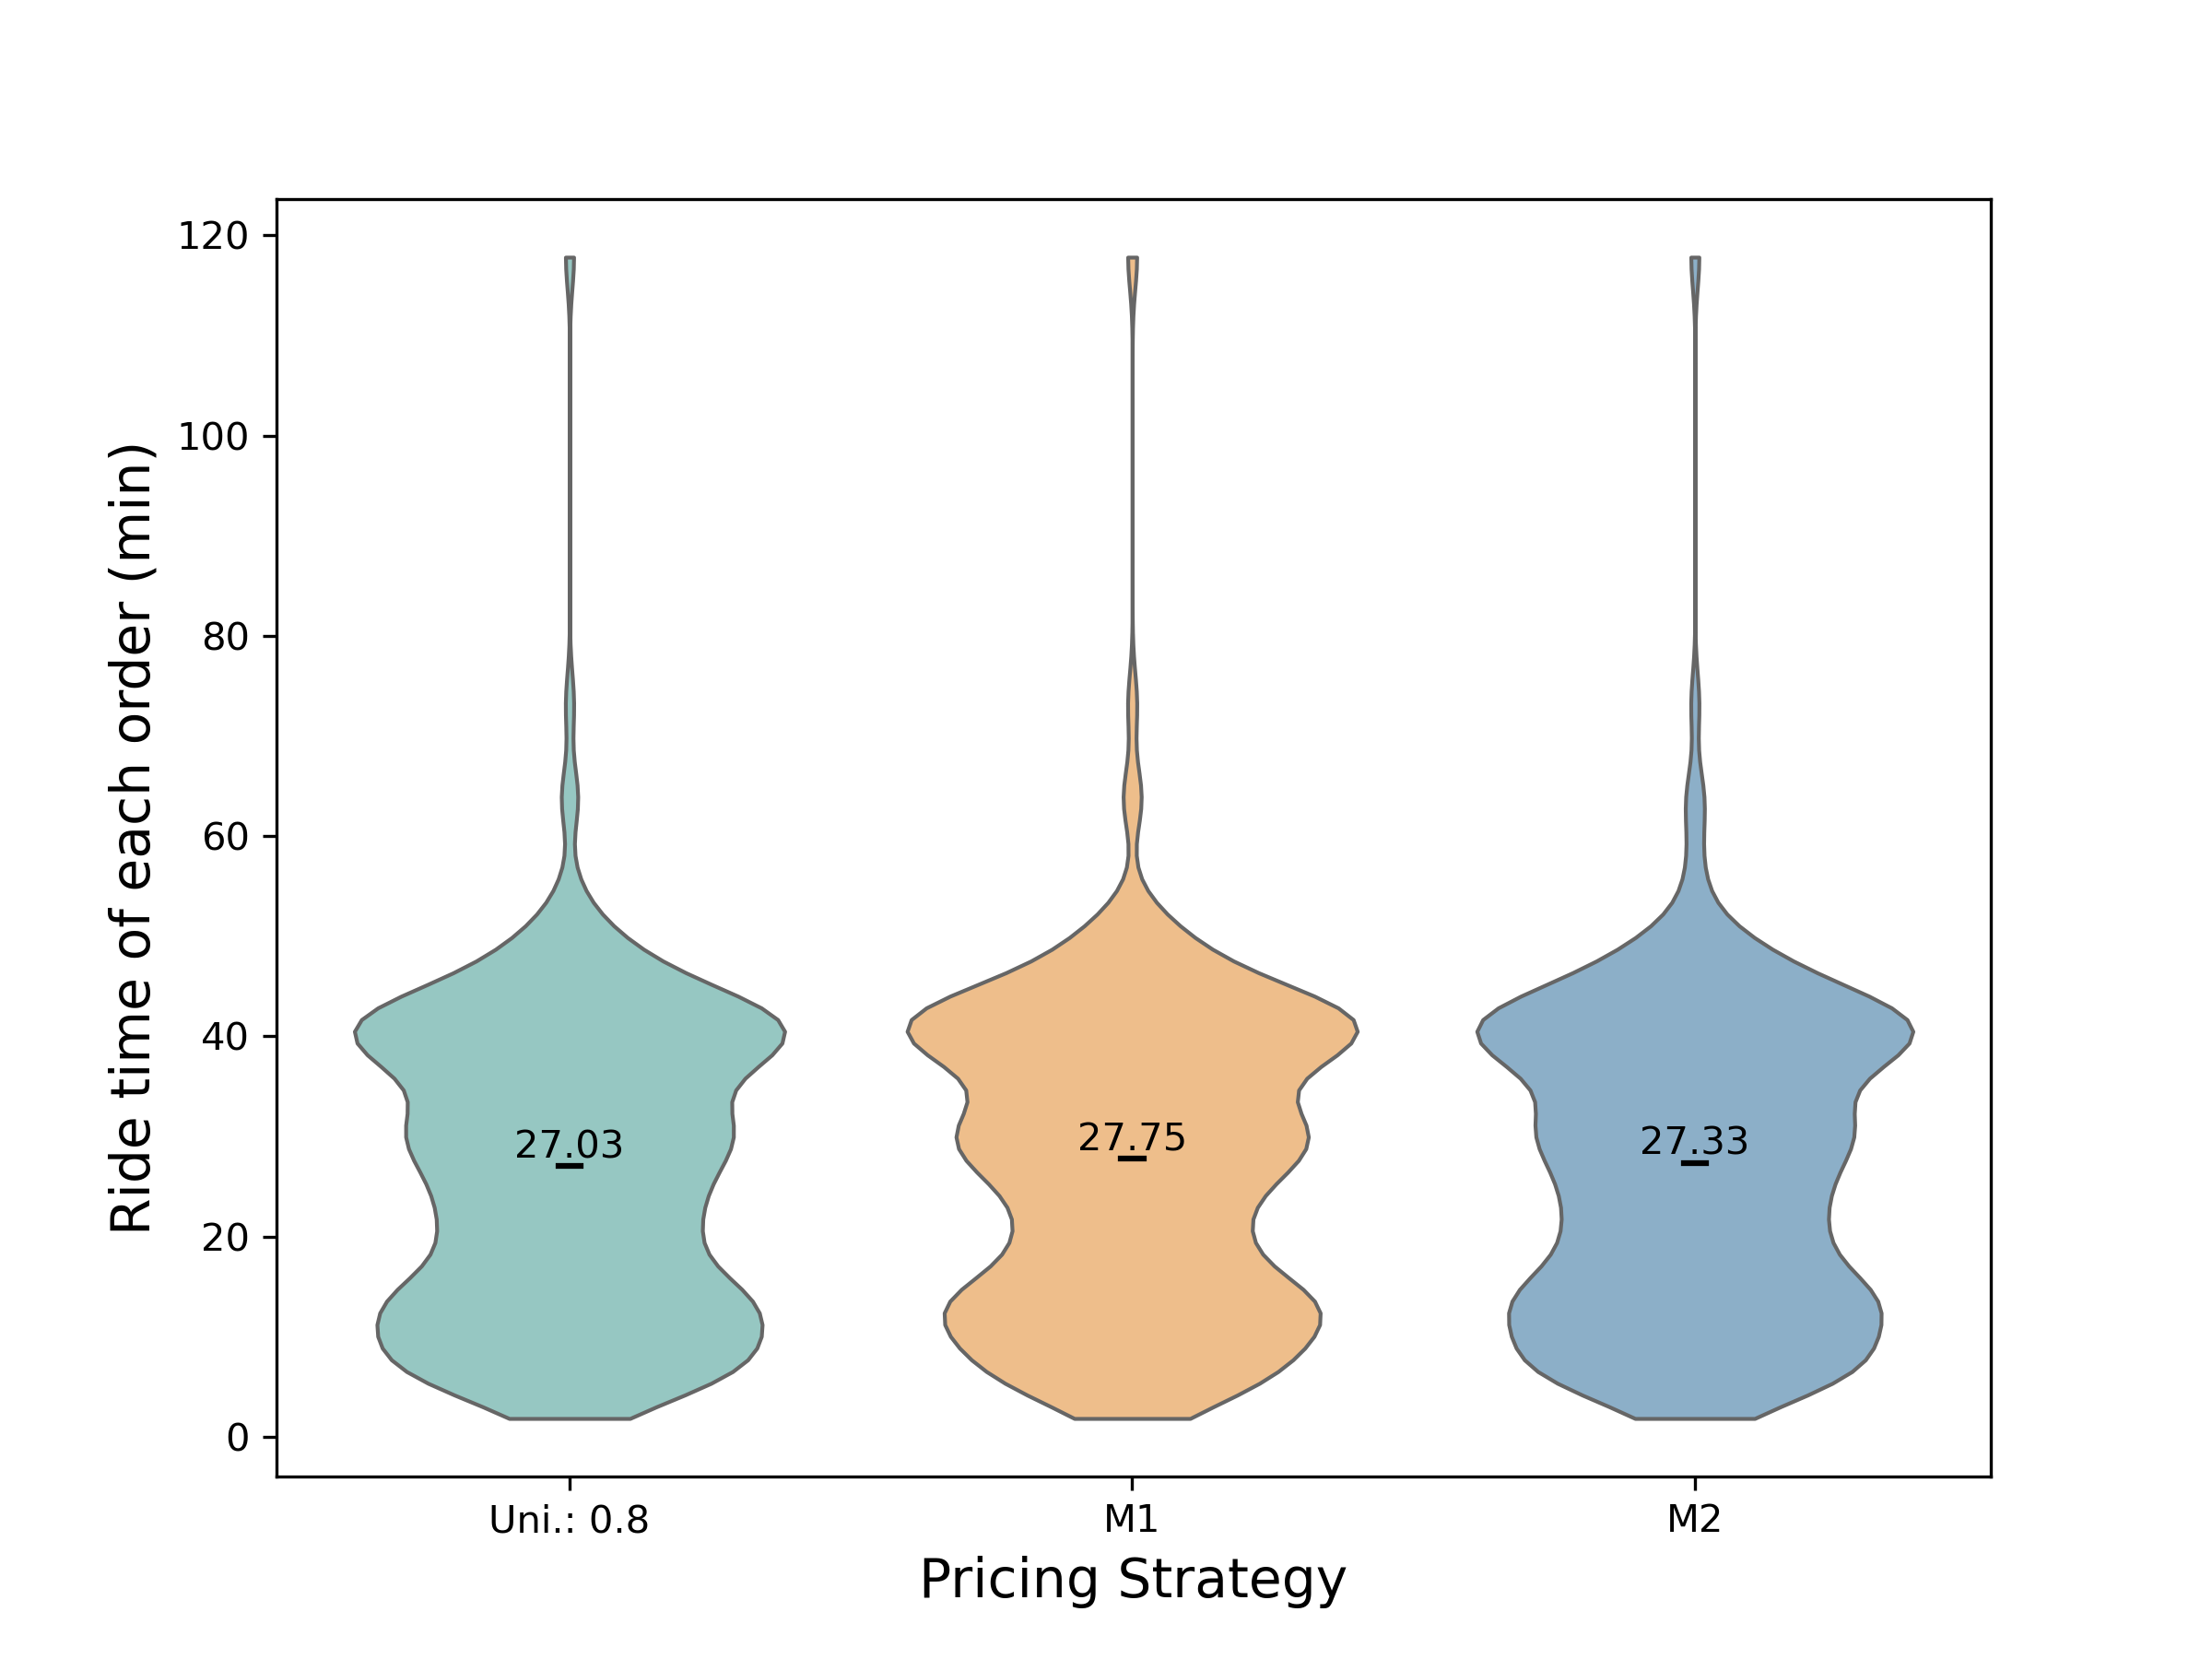 Ride time of each order (min)
120
100
80
60
40
20
0
27.03
27.75
27.33
Uni.: 0.8
M1
M2
Pricing Strategy